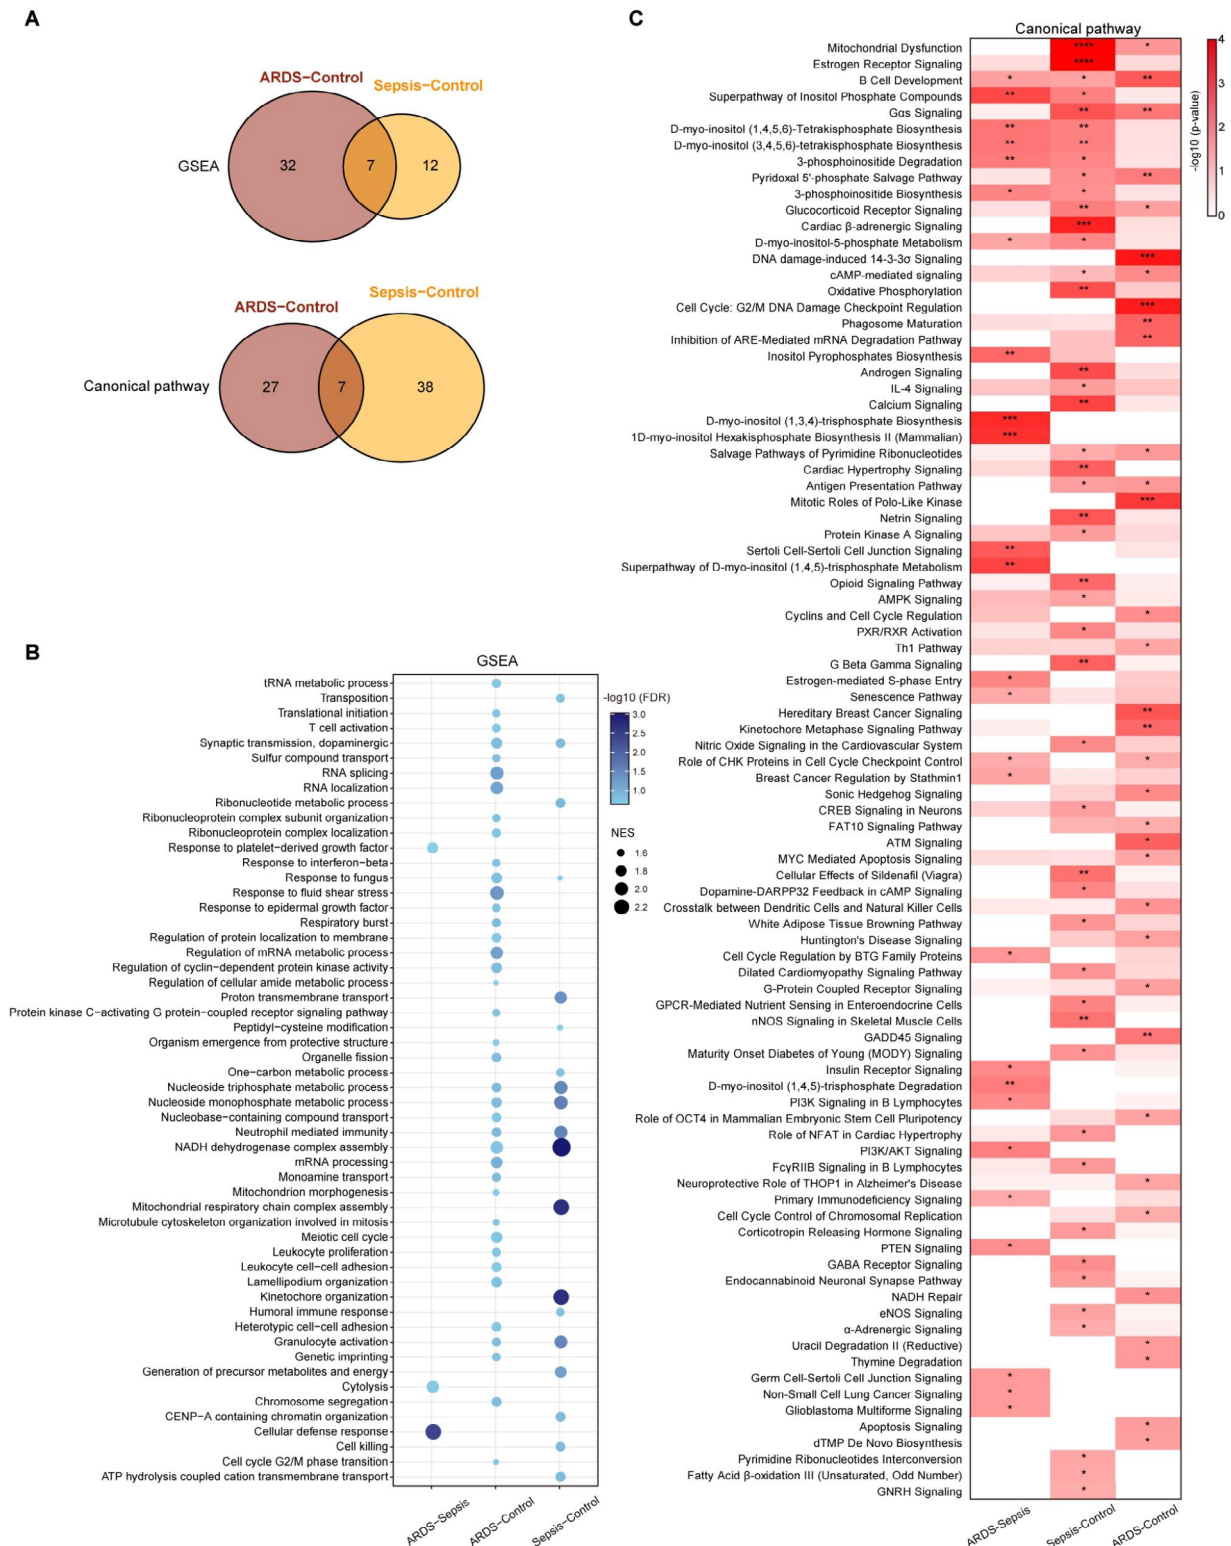 A
ARDS-Control
Sepsis-Control
GSEA
32
7
12
ARDS-Control
Sepsis-Control
Canonical pathway
27
7
38
B
GSEA
tRNA metabolic process
Transposition
Translational initiation
T cell activation
Synaptic transmission, dopaminergic
Sulfur compound transport
RNA splicing
RNA localization
Ribonucleotide metabolic process
Ribonucleoprotein complex subunit organization
Ribonucleoprotein complex localization
Response to platelet-derived growth factor
Response to interferon-beta
Response to fungus
Response to fluid shear stress
Response to epidermal growth factor
Respiratory burst
Regulation of protein localization to membrane
Regulation of mRNA metabolic process
Regulation of cyclin-dependent protein kinase activity
Regulation of cellular amide metabolic process
Proton transmembrane transport
Protein kinase C-activating G protein-coupled receptor signaling pathway
Peptidyl-cysteine modification
Organism emergence from protective structure
Organelle fission
One-carbon metabolic process
Nucleoside triphosphate metabolic process
Nucleoside monophosphate metabolic process
Nucleobase-containing compound transport
Neutrophil mediated immunity
NADH dehydrogenase complex assembly
mRNA processing
Monoamine transport
Mitochondrion morphogenesis
Mitochondrial respiratory chain complex assembly
Microtubule cytoskeleton organization involved in mitosis
Meiotic cell cycle
Leukocyte proliferation
Leukocyte cell-cell adhesion
Lamellipodium organization
Kinetochore organization
Humoral immune response
Heterotypic cell-cell adhesion
Granulocyte activation
Genetic imprinting
Generation of precursor metabolites and energy
Cytolysis
Chromosome segregation
CENP-A containing chromatin organization
Cellular defense response
Cell killing
Cell cycle G2/M phase transition
ATP hydrolysis coupled cation transmembrane transport
ARDS-Sepsis
ARDS-Control
Sepsis-Control
-log10 (FDR)
3.0
2.5
2.0
1.5
1.0
NES
1.6
1.8
2.0
2.2
C
Canonical pathway
Mitochondrial Dysfunction **** *
Estrogen Receptor Signaling ****
B Cell Development * * **
Superpathway of Inositol Phosphate Compounds ** *
Gαs Signaling ** **
D-myo-inositol (1,4,5,6)-Tetrakisphosphate Biosynthesis ** **
D-myo-inositol (3,4,5,6)-tetrakisphosphate Biosynthesis ** **
3-phosphoinositide Degradation ** *
Pyridoxal 5'-phosphate Salvage Pathway * **
3-phosphoinositide Biosynthesis * *
Glucocorticoid Receptor Signaling ** *
Cardiac β-adrenergic Signaling ***
D-myo-inositol-5-phosphate Metabolism * *
DNA damage-induced 14-3-3σ Signaling ***
cAMP-mediated signaling * *
Oxidative Phosphorylation **
Cell Cycle: G2/M DNA Damage Checkpoint Regulation ***
Phagosome Maturation **
Inhibition of ARE-Mediated mRNA Degradation Pathway **
Inositol Pyrophosphates Biosynthesis **
Androgen Signaling **
IL-4 Signaling *
Calcium Signaling **
D-myo-inositol (1,3,4)-trisphosphate Biosynthesis ***
1D-myo-inositol Hexakisphosphate Biosynthesis II (Mammalian) ***
Salvage Pathways of Pyrimidine Ribonucleotides * *
Cardiac Hypertrophy Signaling **
Antigen Presentation Pathway * *
Mitotic Roles of Polo-Like Kinase ***
Netrin Signaling **
Protein Kinase A Signaling *
Sertoli Cell-Sertoli Cell Junction Signaling **
Superpathway of D-myo-inositol (1,4,5)-trisphosphate Metabolism **
Opioid Signaling Pathway **
AMPK Signaling *
Cyclins and Cell Cycle Regulation *
PXR/RXR Activation *
Th1 Pathway *
G Beta Gamma Signaling **
Estrogen-mediated S-phase Entry *
Senescence Pathway *
Hereditary Breast Cancer Signaling **
Kinetochore Metaphase Signaling Pathway **
Nitric Oxide Signaling in the Cardiovascular System *
Role of CHK Proteins in Cell Cycle Checkpoint Control * *
Breast Cancer Regulation by Stathmin1 *
Sonic Hedgehog Signaling *
CREB Signaling in Neurons *
FAT10 Signaling Pathway *
ATM Signaling *
MYC Mediated Apoptosis Signaling *
Cellular Effects of Sildenafil (Viagra) **
Dopamine-DARPP32 Feedback in cAMP Signaling *
Crosstalk between Dendritic Cells and Natural Killer Cells *
White Adipose Tissue Browning Pathway *
Huntington's Disease Signaling *
Cell Cycle Regulation by BTG Family Proteins *
Dilated Cardiomyopathy Signaling Pathway *
G-Protein Coupled Receptor Signaling *
GPCR-Mediated Nutrient Sensing in Enteroendocrine Cells *
nNOS Signaling in Skeletal Muscle Cells **
GADD45 Signaling **
Maturity Onset Diabetes of Young (MODY) Signaling *
Insulin Receptor Signaling *
D-myo-inositol (1,4,5)-trisphosphate Degradation **
PI3K Signaling in B Lymphocytes *
Role of OCT4 in Mammalian Embryonic Stem Cell Pluripotency *
Role of NFAT in Cardiac Hypertrophy *
PI3K/AKT Signaling *
FcγRIIB Signaling in B Lymphocytes *
Neuroprotective Role of THOP1 in Alzheimer's Disease *
Primary Immunodeficiency Signaling *
Cell Cycle Control of Chromosomal Replication *
Corticotropin Releasing Hormone Signaling *
PTEN Signaling *
GABA Receptor Signaling *
Endocannabinoid Neuronal Synapse Pathway *
NADH Repair *
eNOS Signaling *
α-Adrenergic Signaling *
Uracil Degradation II (Reductive) *
Thymine Degradation *
Germ Cell-Sertoli Cell Junction Signaling *
Non-Small Cell Lung Cancer Signaling *
Glioblastoma Multiforme Signaling *
Apoptosis Signaling *
dTMP De Novo Biosynthesis *
Pyrimidine Ribonucleotides Interconversion *
Fatty Acid β-oxidation III (Unsaturated, Odd Number) *
GNRH Signaling *
ARDS-Sepsis
Sepsis-Control
ARDS-Control
-log10 (p-value)
4
3
2
1
0